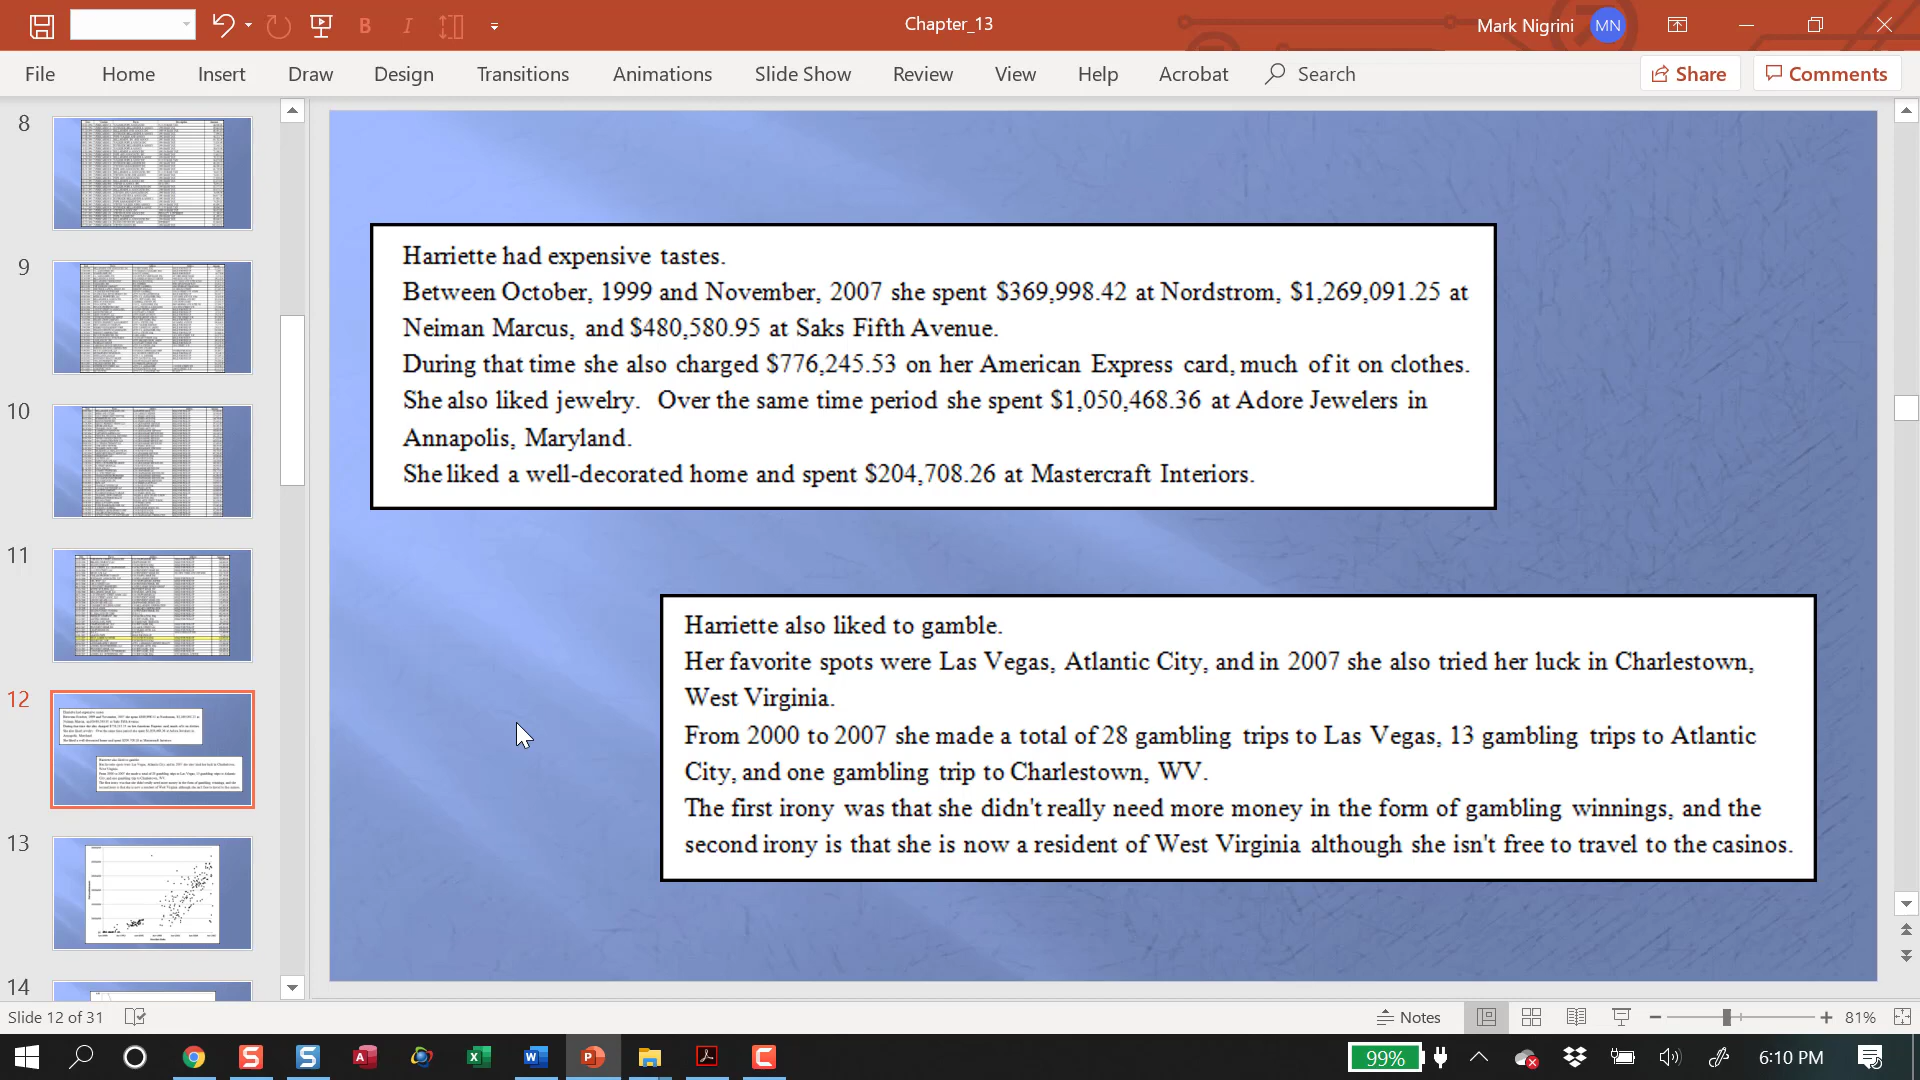 Chapter_13
Mark Nigrini
MN
File Home Insert Draw Design Transitions Animations Slide Show Review View Help Acrobat Search
Share Comments
8
9
10
11
12
13
14
Harriette had expensive tastes.
Between October, 1999 and November, 2007 she spent $369,998.42 at Nordstrom, $1,269,091.25 at
Neiman Marcus, and $480,580.95 at Saks Fifth Avenue.
During that time she also charged $776,245.53 on her American Express card, much of it on clothes.
She also liked jewelry. Over the same time period she spent $1,050,468.36 at Adore Jewelers in
Annapolis, Maryland.
She liked a well-decorated home and spent $204,708.26 at Mastercraft Interiors.
Harriette also liked to gamble.
Her favorite spots were Las Vegas, Atlantic City, and in 2007 she also tried her luck in Charlestown,
West Virginia.
From 2000 to 2007 she made a total of 28 gambling trips to Las Vegas, 13 gambling trips to Atlantic
City, and one gambling trip to Charlestown, WV.
The first irony was that she didn't really need more money in the form of gambling winnings, and the
second irony is that she is now a resident of West Virginia although she isn't free to travel to the casinos.
Slide 12 of 31
Notes
81%
99%
6:10 PM